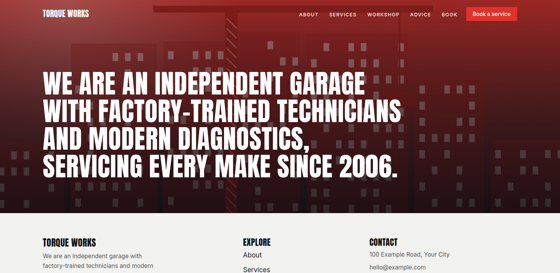 TORQUE WORKS
ABOUT SERVICES WORKSHOP ADVICE BOOK Book a service
WE ARE AN INDEPENDENT GARAGE
WITH FACTORY-TRAINED TECHNICIANS
AND MODERN DIAGNOSTICS,
SERVICING EVERY MAKE SINCE 2006.
TORQUE WORKS
We are an independent garage with
factory-trained technicians and modern
EXPLORE
About
Services
CONTACT
100 Example Road, Your City
hello@example.com